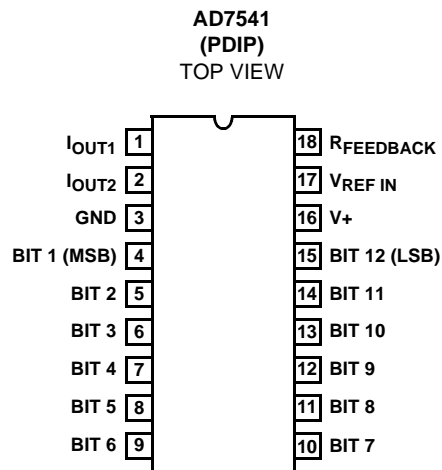 AD7541
(PDIP)
TOP VIEW
IOUT1 1 18 RFEEDBACK
IOUT2 2 17 VREF IN
GND 3 16 V+
BIT 1 (MSB) 4 15 BIT 12 (LSB)
BIT 2 5 14 BIT 11
BIT 3 6 13 BIT 10
BIT 4 7 12 BIT 9
BIT 5 8 11 BIT 8
BIT 6 9 10 BIT 7